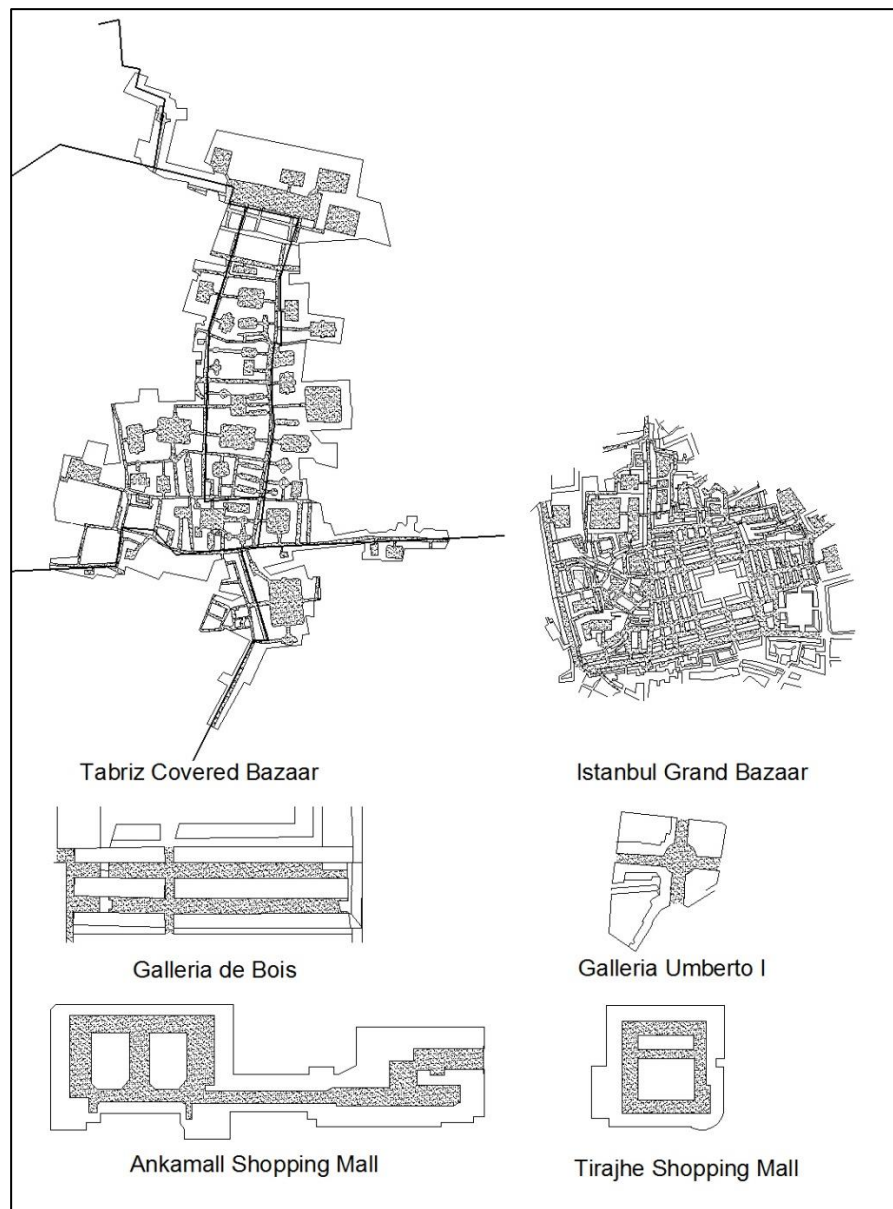 Tabriz Covered Bazaar
Istanbul Grand Bazaar
Galleria de Bois
Galleria Umberto I
Ankamall Shopping Mall
Tirajhe Shopping Mall